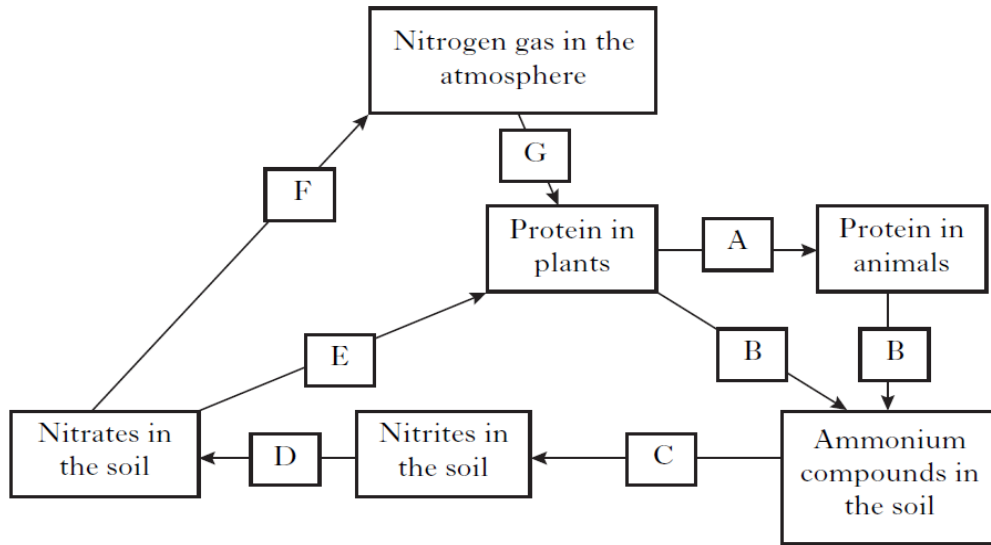 Nitrogen gas in the
atmosphere
G
F
Protein in
plants
A
Protein in
animals
E
B
B
Nitrates in
the soil
D
Nitrites in
the soil
C
Ammonium
compounds in
the soil